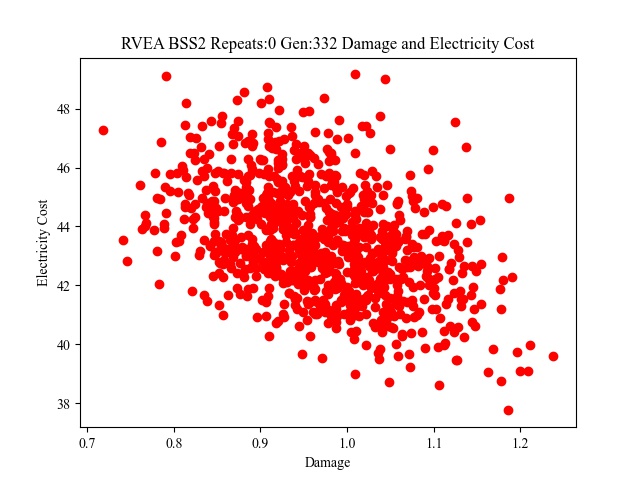 RVEA BSS2 Repeats:0 Gen:332 Damage and Electricity Cost
48
46
44
42
40
38
Electricity Cost
0.7 0.8 0.9 1.0 1.1 1.2
Damage